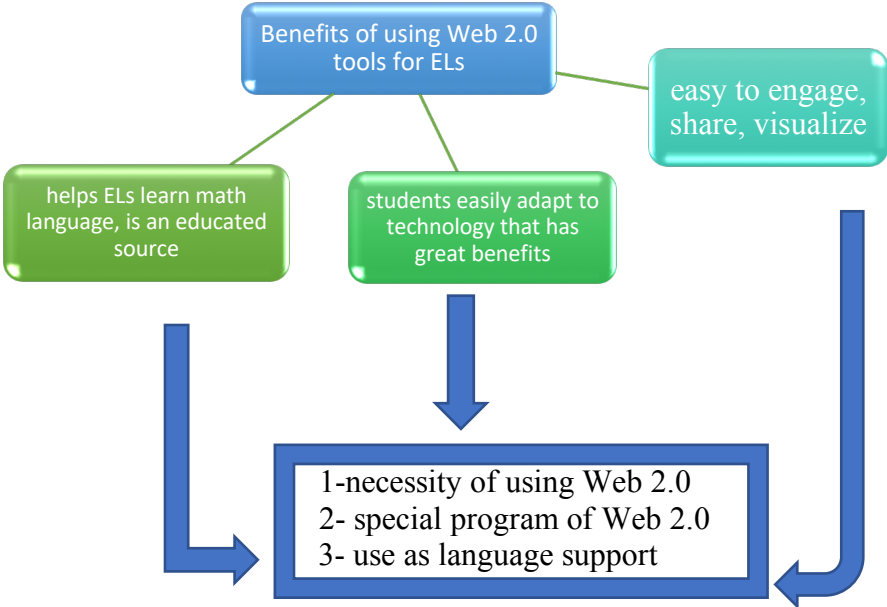 Benefits of using Web 2.0
tools for ELs
easy to engage,
share, visualize
helps ELs learn math
language, is an educated
source
students easily adapt to
technology that has
great benefits
1-necessity of using Web 2.0
2- special program of Web 2.0
3- use as language support